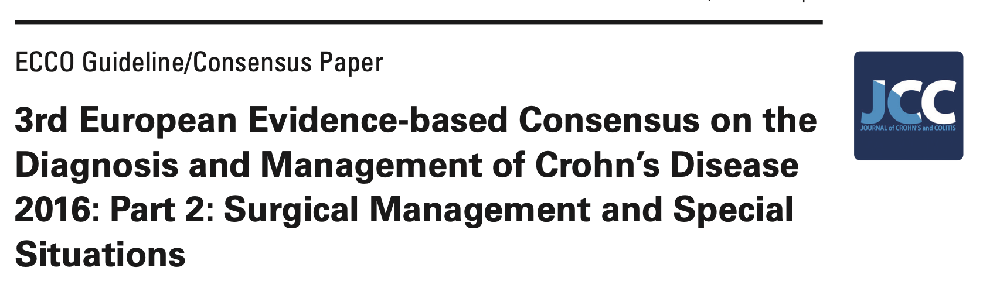 ECCO Guideline/Consensus Paper
3rd European Evidence-based Consensus on the
Diagnosis and Management of Crohn’s Disease
2016: Part 2: Surgical Management and Special
Situations
JCC
JOURNAL of CROHN'S and COLITIS